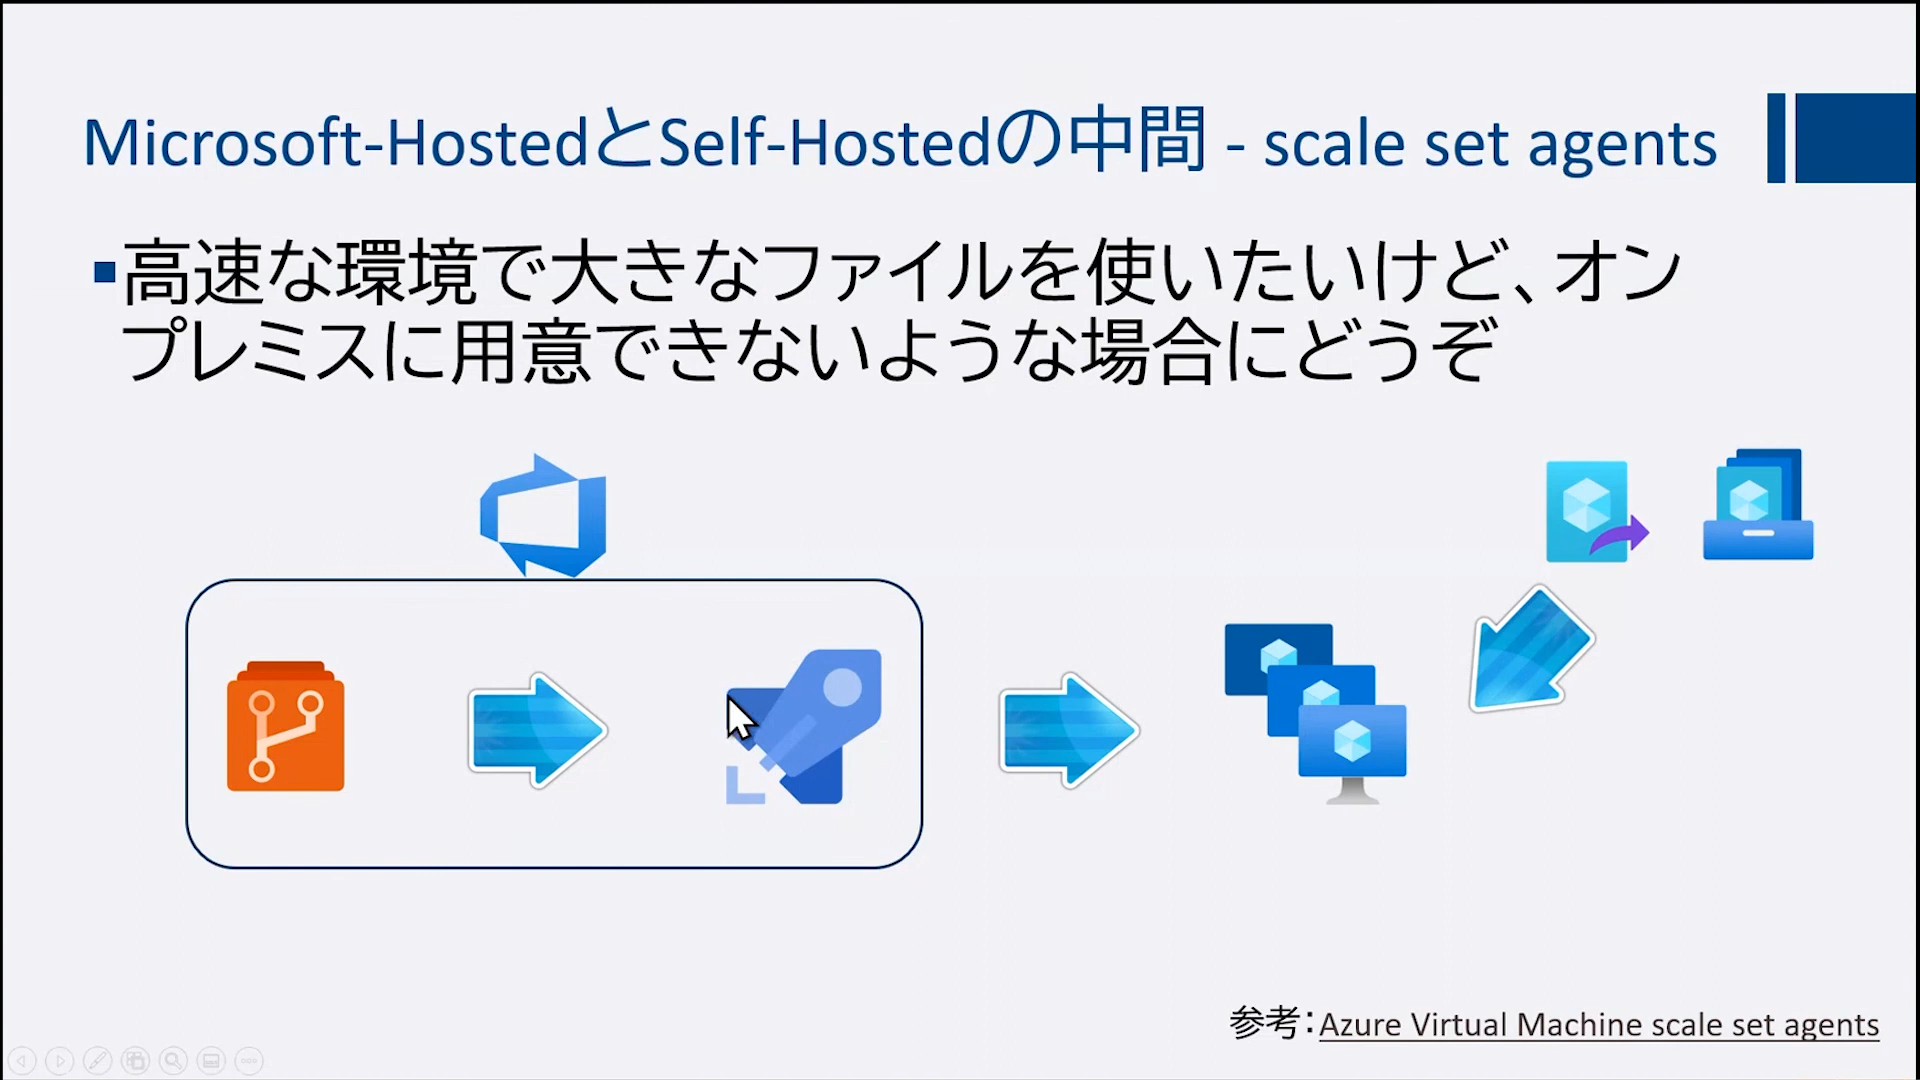 Microsoft-HostedとSelf-Hostedの中間 - scale set agents
▪高速な環境で大きなファイルを使いたいけど、オン
プレミスに用意できないような場合にどうぞ
参考：Azure Virtual Machine scale set agents